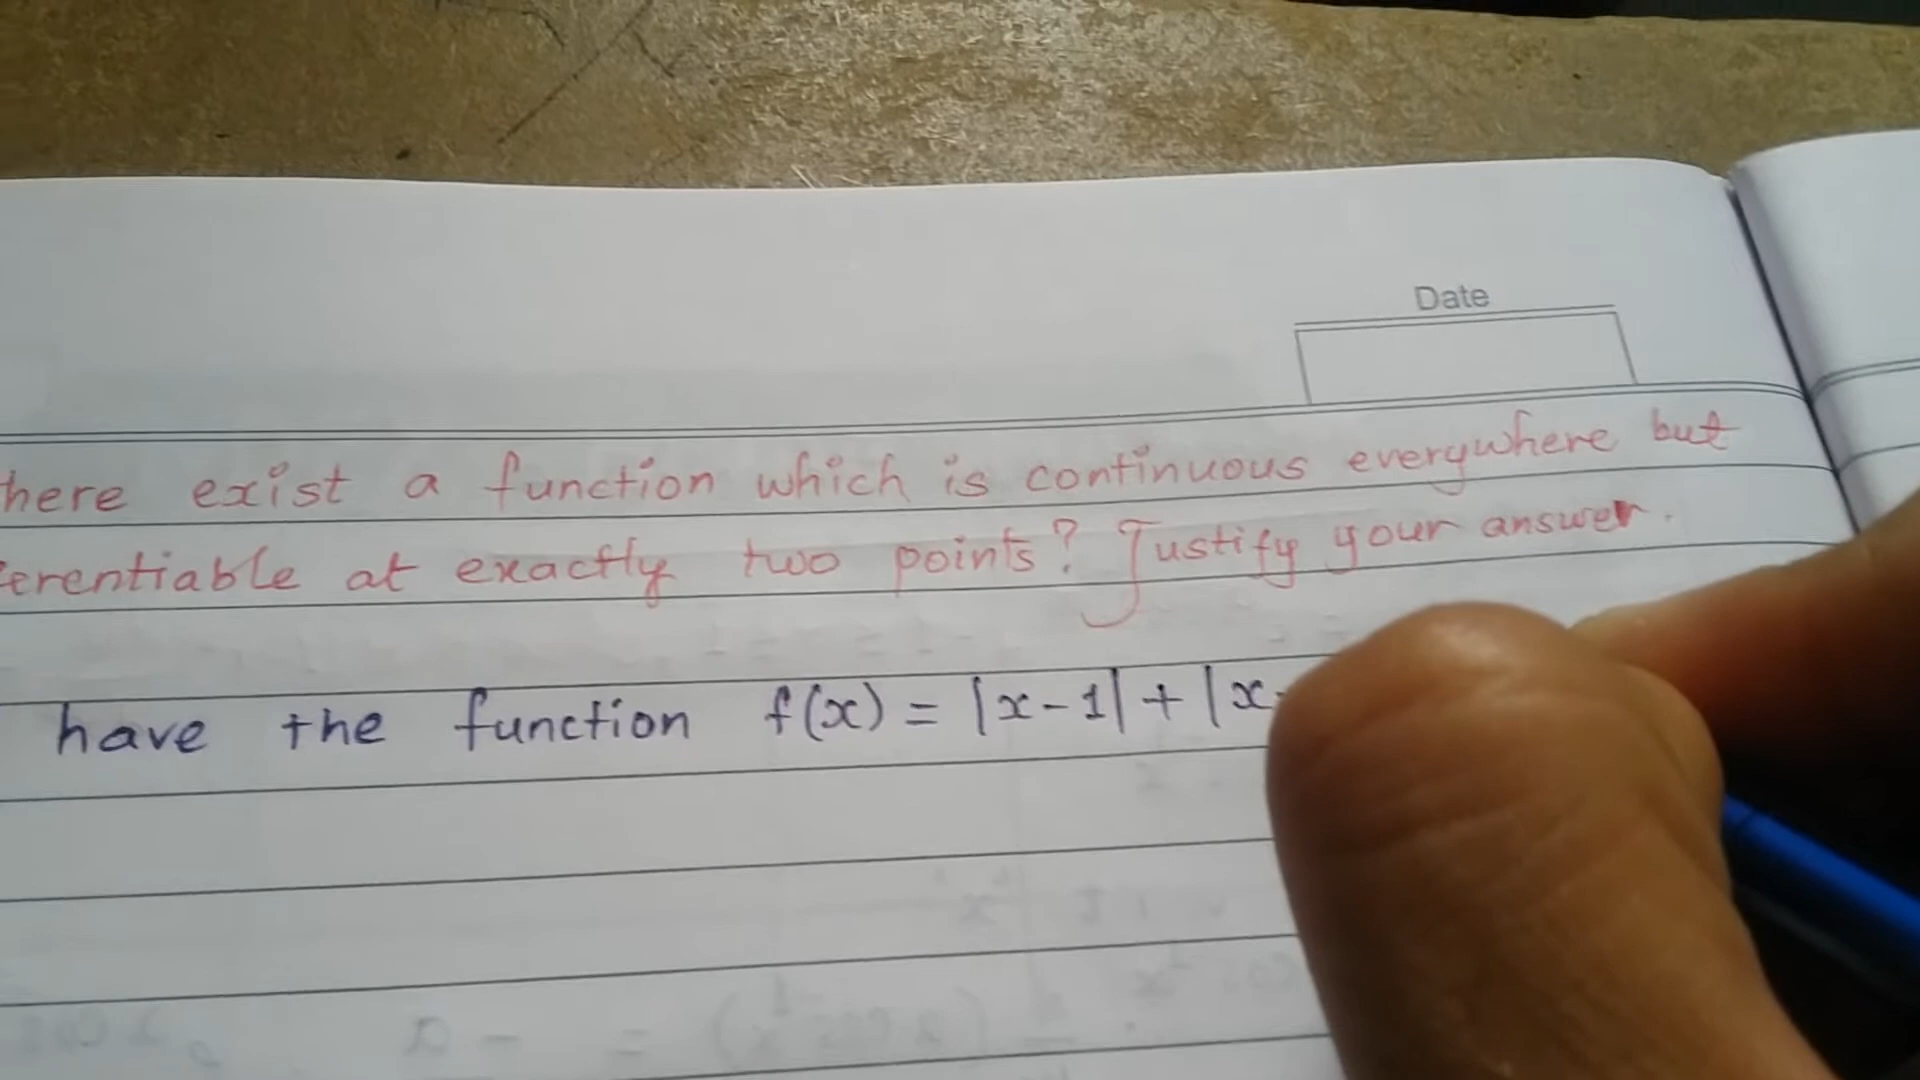 Date
here exist a function which is continuous everywhere but
erentiable at exactly two points? Justify your answer.
have the function f(x) = |x-1| + |x-